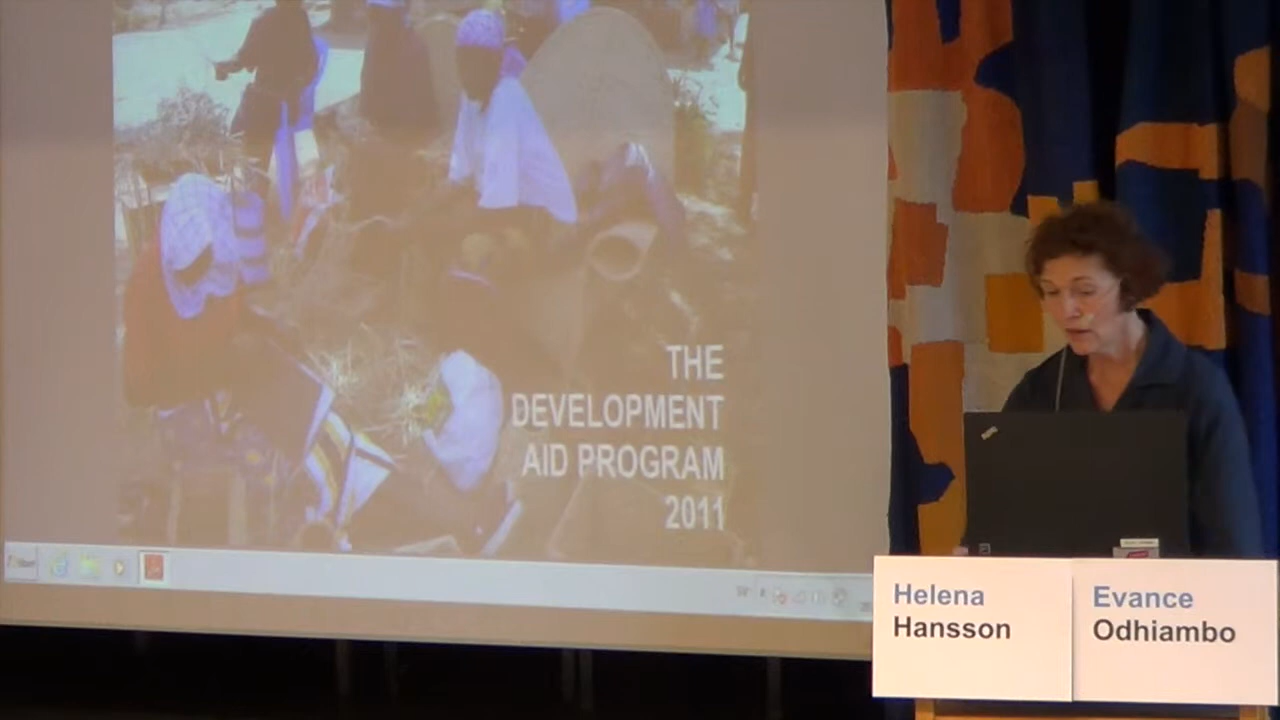 THE
DEVELOPMENT
AID PROGRAM
2011
Helena
Hansson
Evance
Odhiambo